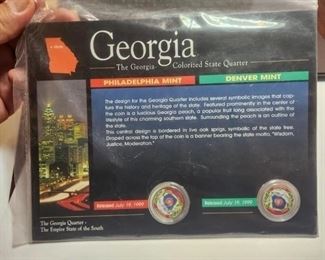 Georgia
The Georgia Colorized State Quarter
PHILADELPHIA MINT
DENVER MINT
The design for the Georgia Quarter includes several symbolic images that cap-
ture the history and heritage of the state. Featured prominently in the center of
the coin is a luscious Georgia peach, a popular fruit long associated with the
lifestyle of this charming southern state. Surrounding the peach is an outline of
the state.
This central design is bordered in live oak sprigs, symbolic of the state tree.
Draped across the top of the coin is a banner bearing the state motto, "Wisdom,
Justice, Moderation."
Released July 19, 1999
Released July 19, 1999
The Georgia Quarter -
The Empire State of the South